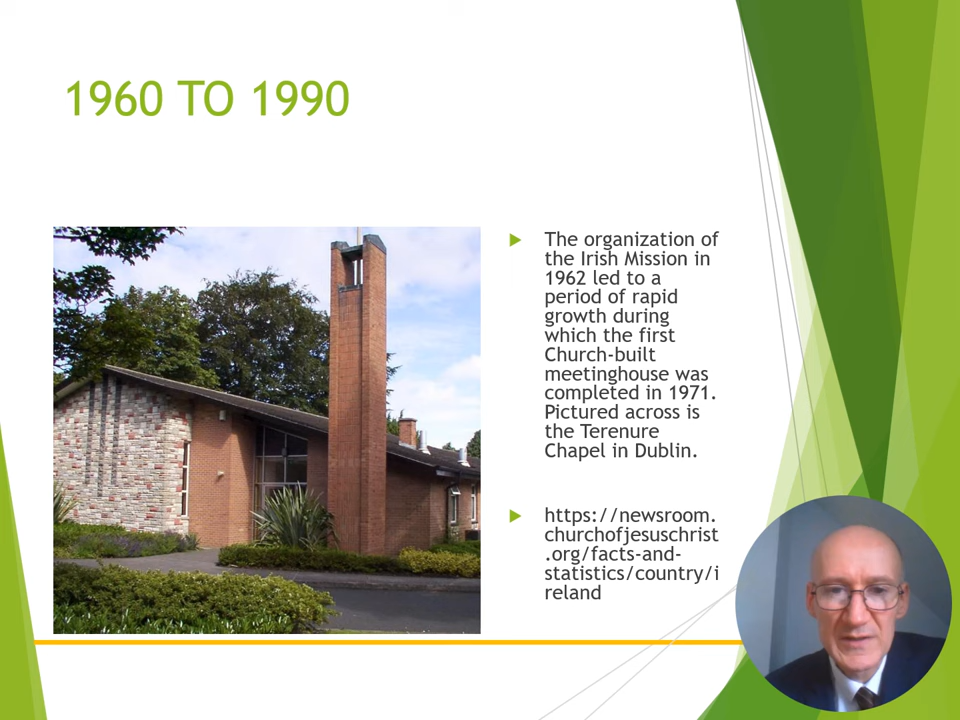 1960 TO 1990
The organization of
the Irish Mission in
1962 led to a
period of rapid
growth during
which the first
Church-built
meetinghouse was
completed in 1971.
Pictured across is
the Terenure
Chapel in Dublin.
https://newsroom.
churchofjesuschrist
.org/facts-and-
statistics/country/i
reland